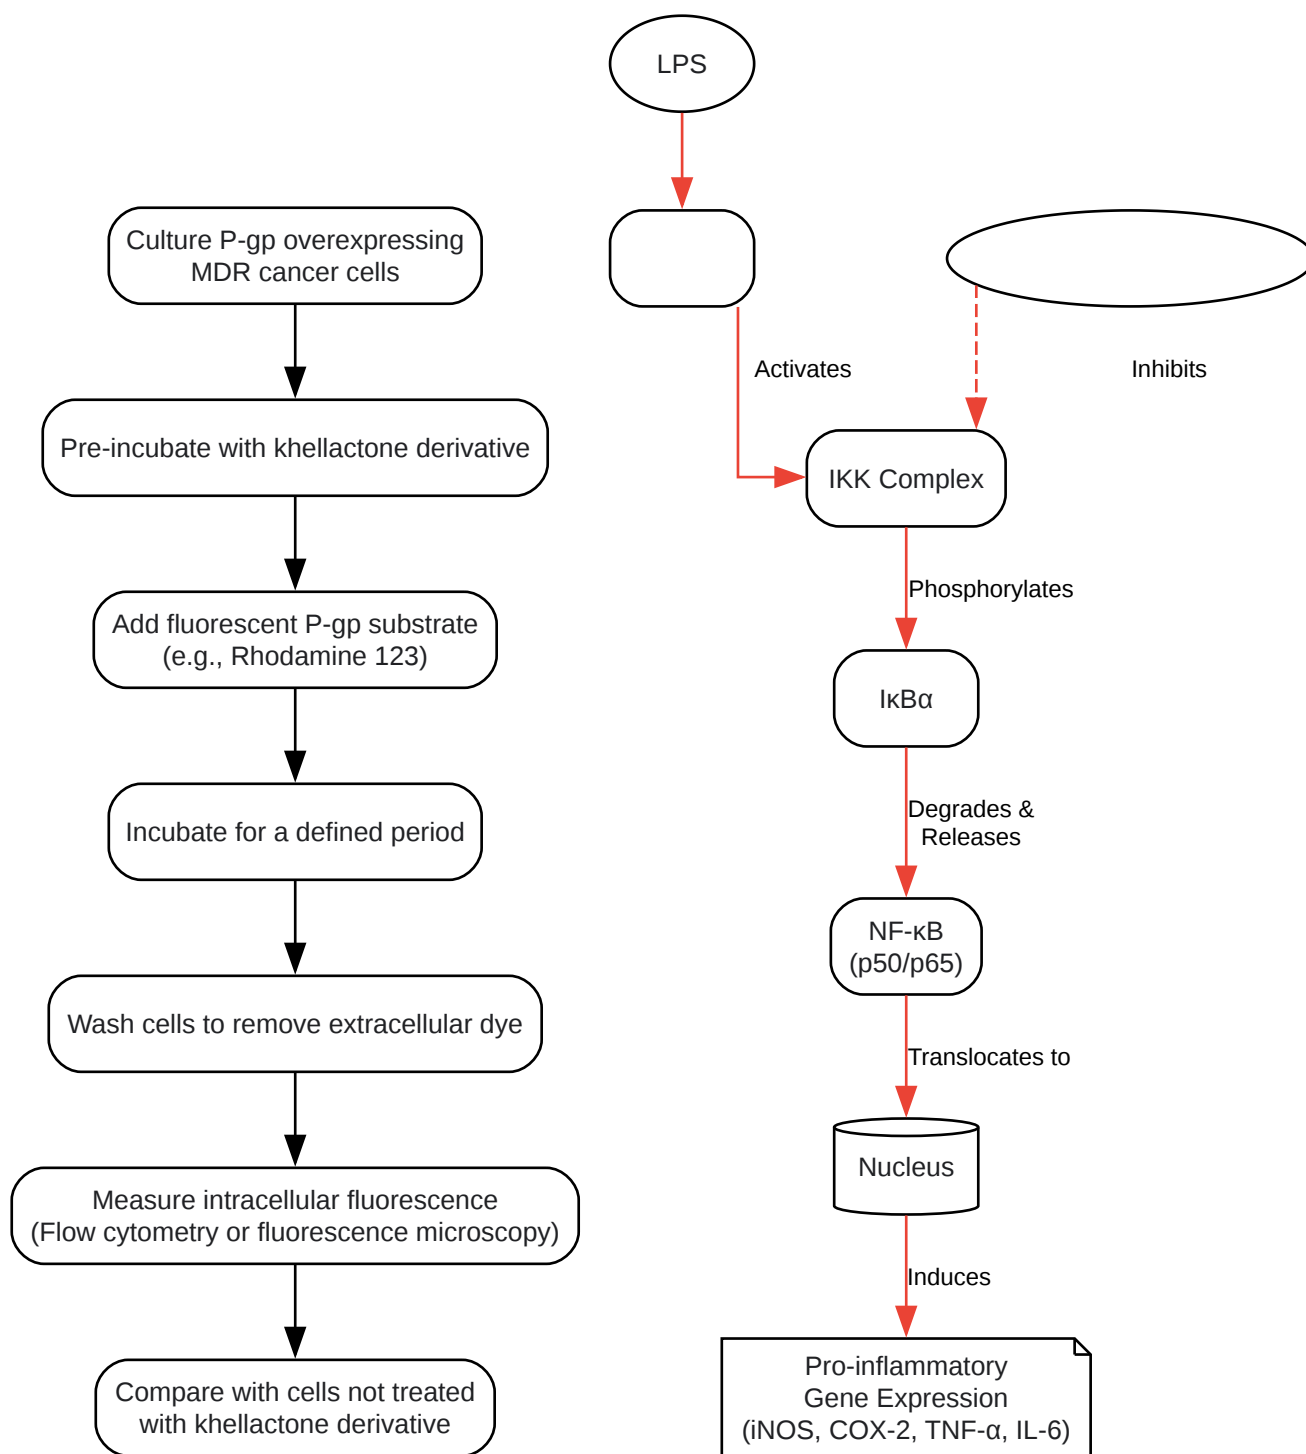 Culture P-gp overexpressing
MDR cancer cells
Pre-incubate with khellactone derivative
Add fluorescent P-gp substrate
(e.g., Rhodamine 123)
Incubate for a defined period
Wash cells to remove extracellular dye
Measure intracellular fluorescence
(Flow cytometry or fluorescence microscopy)
Compare with cells not treated
with khellactone derivative
LPS
Activates
Inhibits
IKK Complex
Phosphorylates
IκBα
Degrades &
Releases
NF-κB
(p50/p65)
Translocates to
Nucleus
Induces
Pro-inflammatory
Gene Expression
(iNOS, COX-2, TNF-α, IL-6)